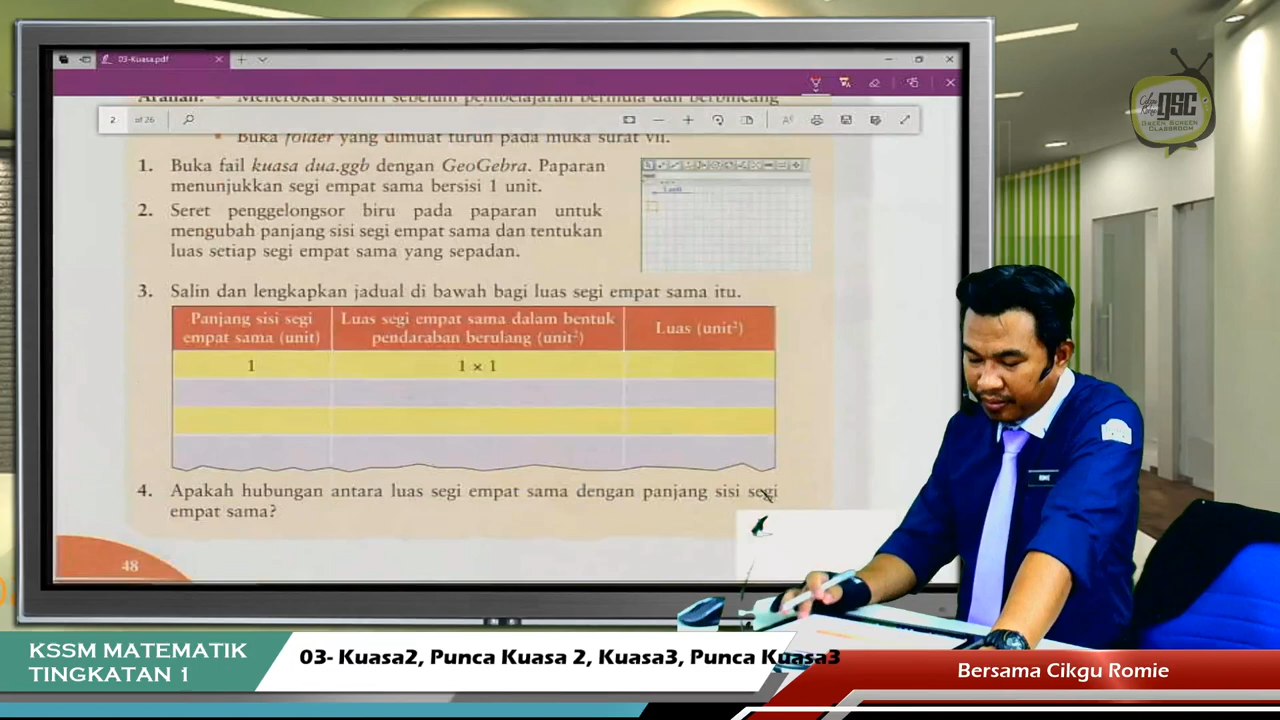 03-Kuasa.pdf
Arahan: • Menerokai sendiri sebelum pembelajaran bermula dan berbincang
2 of 26
• Buka folder yang dimuat turun pada muka surat vii.
1. Buka fail kuasa dua.ggb dengan GeoGebra. Paparan
menunjukkan segi empat sama bersisi 1 unit.
2. Seret penggelongsor biru pada paparan untuk
mengubah panjang sisi segi empat sama dan tentukan
luas setiap segi empat sama yang sepadan.
3. Salin dan lengkapkan jadual di bawah bagi luas segi empat sama itu.
Panjang sisi segi
empat sama (unit)
Luas segi empat sama dalam bentuk
pendaraban berulang (unit²)
Luas (unit²)
1
1 × 1
4. Apakah hubungan antara luas segi empat sama dengan panjang sisi segi
empat sama?
48
Cikgu
GSC
GREEN SCREEN
CLASSROOM
KSSM MATEMATIK
TINGKATAN 1
03- Kuasa2, Punca Kuasa 2, Kuasa3, Punca Kuasa3
Bersama Cikgu Romie